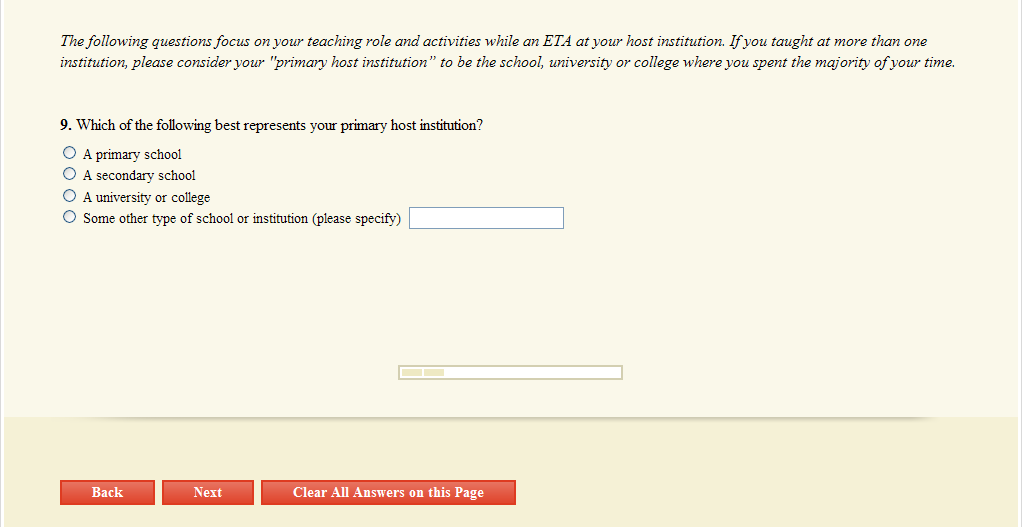 The following questions focus on your teaching role and activities while an ETA at your host institution. If you taught at more than one
institution, please consider your "primary host institution” to be the school, university or college where you spent the majority of your time.
9. Which of the following best represents your primary host institution?
A primary school
A secondary school
A university or college
Some other type of school or institution (please specify)
Back Next Clear All Answers on this Page